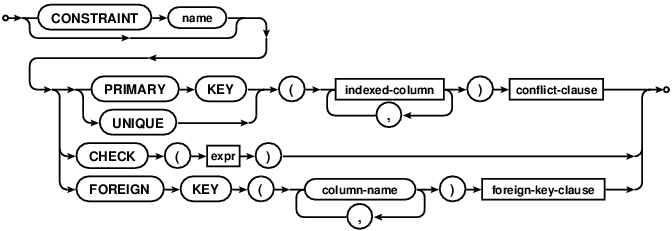 CONSTRAINT name
PRIMARY KEY ( indexed-column ) conflict-clause
UNIQUE ,
CHECK ( expr )
FOREIGN KEY ( column-name ) foreign-key-clause
,